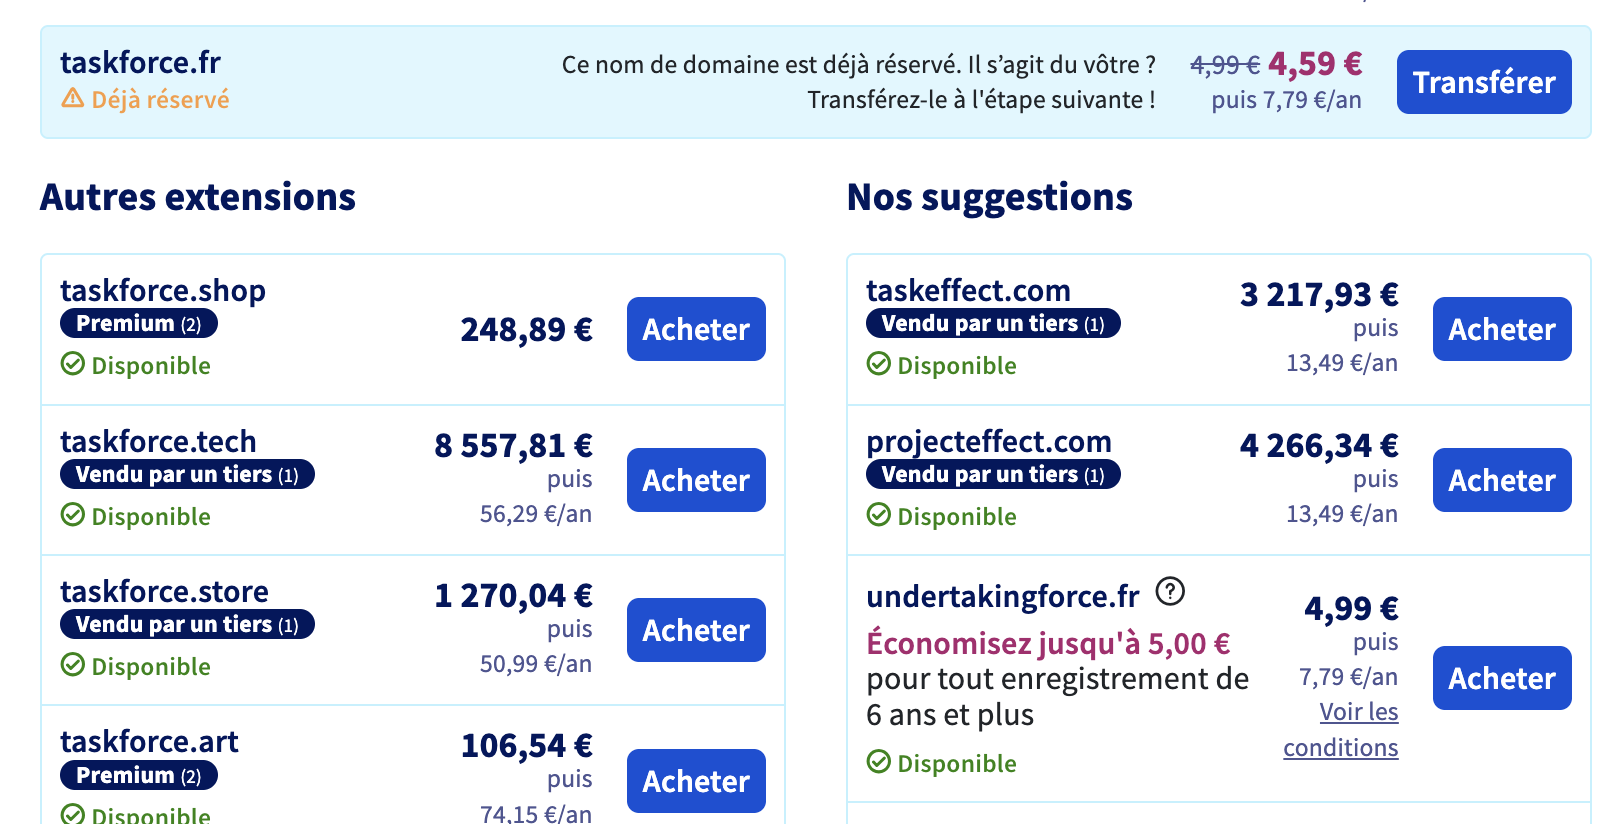 taskforce.fr
Déjà réservé
Ce nom de domaine est déjà réservé. Il s’agit du vôtre ?
Transférez-le à l'étape suivante !
4,99 € 4,59 €
puis 7,79 €/an
Transférer
Autres extensions
taskforce.shop
Premium (2)
Disponible
248,89 €
Acheter
taskforce.tech
Vendu par un tiers (1)
Disponible
8 557,81 €
puis
56,29 €/an
Acheter
taskforce.store
Vendu par un tiers (1)
Disponible
1 270,04 €
puis
50,99 €/an
Acheter
taskforce.art
Premium (2)
Disponible
106,54 €
puis
74,15 €/an
Acheter
Nos suggestions
taskeffect.com
Vendu par un tiers (1)
Disponible
3 217,93 €
puis
13,49 €/an
Acheter
projecteffect.com
Vendu par un tiers (1)
Disponible
4 266,34 €
puis
13,49 €/an
Acheter
undertakingforce.fr ?
Économisez jusqu'à 5,00 €
pour tout enregistrement de
6 ans et plus
Disponible
4,99 €
puis
7,79 €/an
Voir les
conditions
Acheter